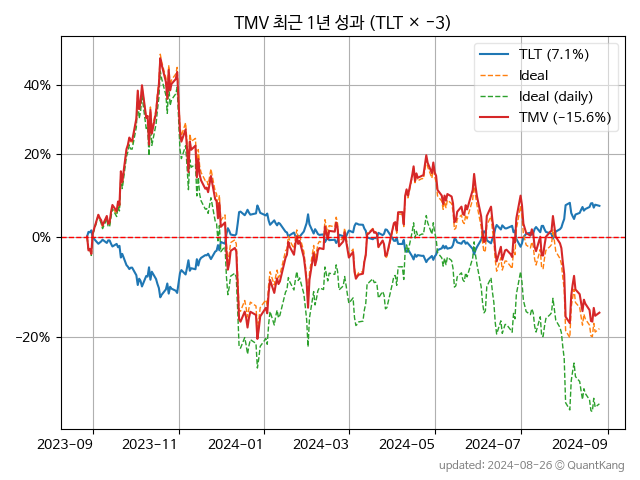 TMV 최근 1년 성과 (TLT × −3)
TLT (7.1%)
Ideal
Ideal (daily)
TMV (−15.6%)
40%
20%
0%
−20%
2023-09 2023-11 2024-01 2024-03 2024-05 2024-07 2024-09
updated: 2024-08-26 © QuantKang